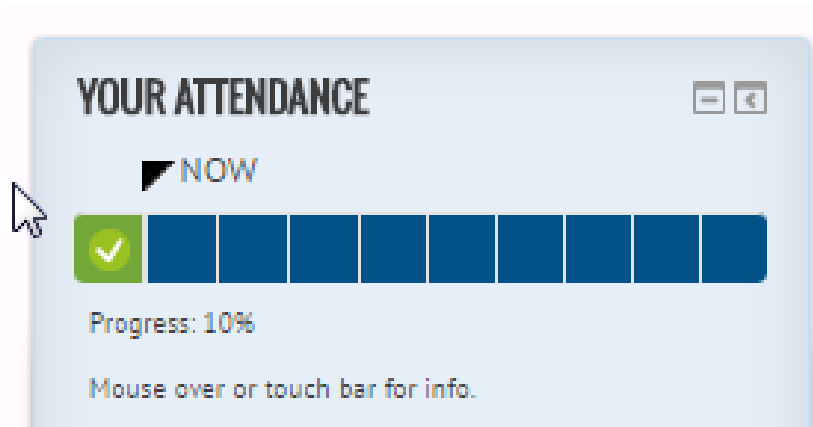 YOUR ATTENDANCE
NOW
Progress: 10%
Mouse over or touch bar for info.